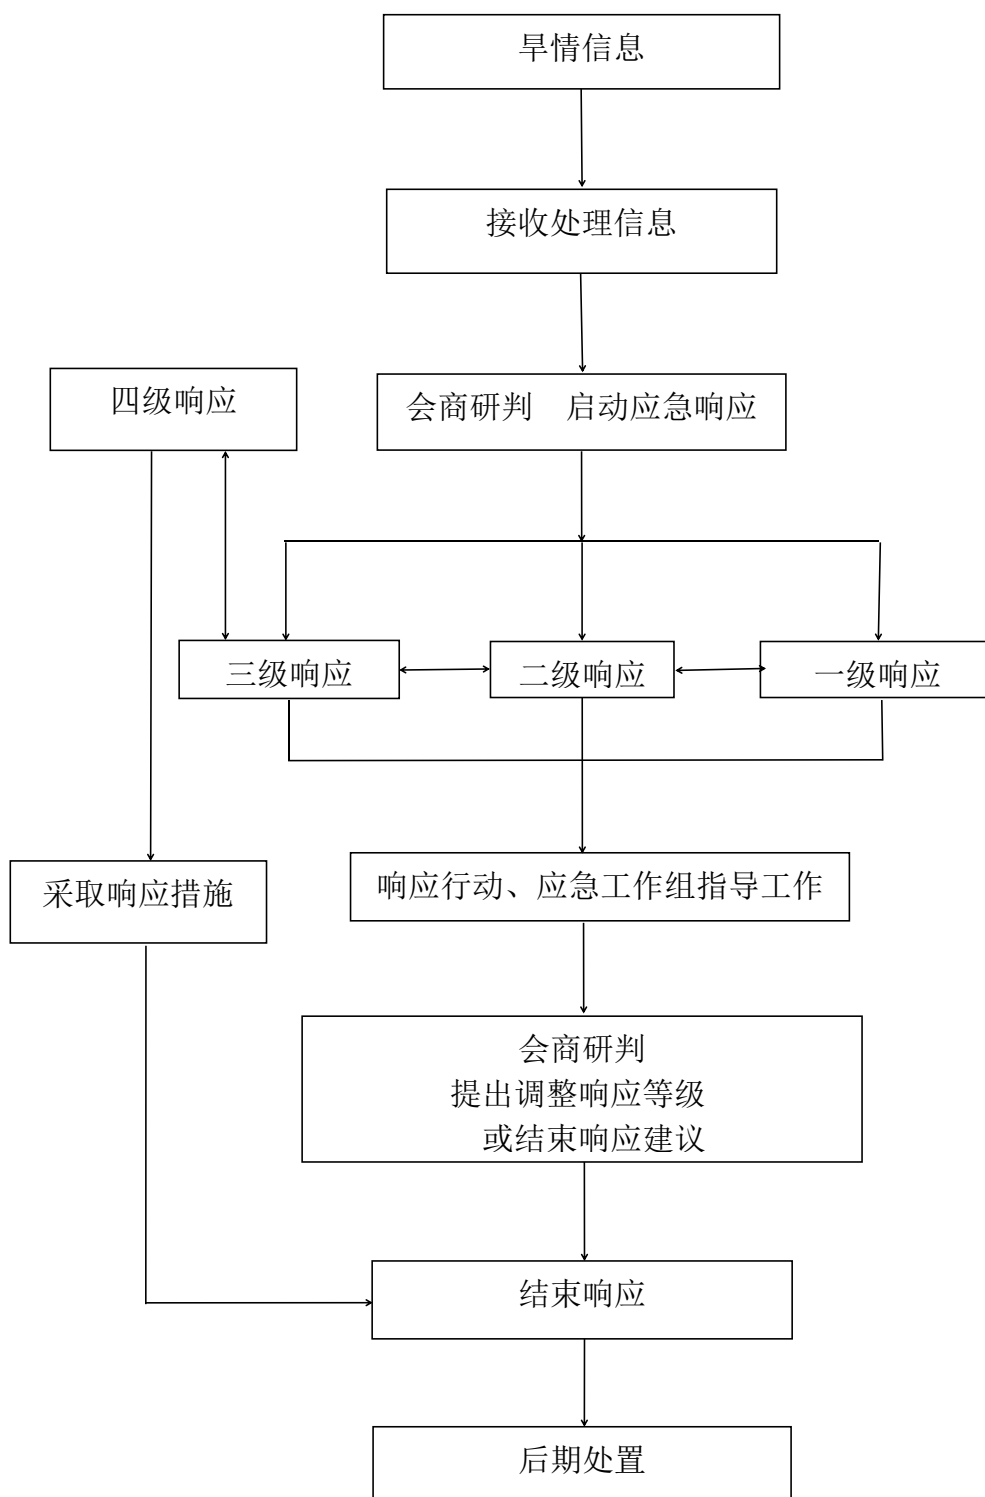 旱情信息
接收处理信息
四级响应
会商研判 启动应急响应
三级响应
二级响应
一级响应
采取响应措施
响应行动、应急工作组指导工作
会商研判
提出调整响应等级
或结束响应建议
结束响应
后期处置